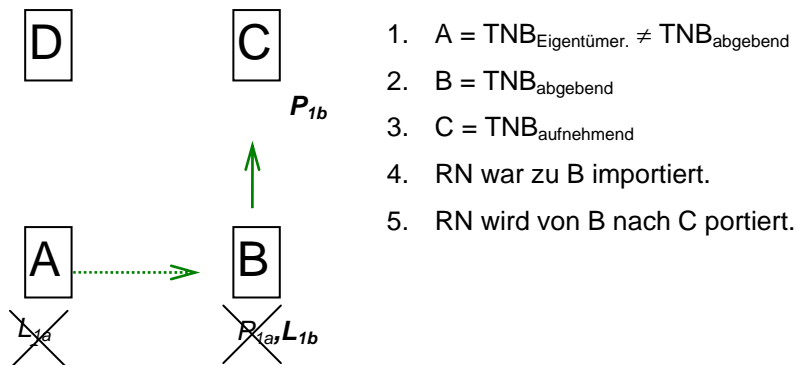 D C
P1b
A B
L1a P1a,L1b
1. A = TNBEigentümer. ≠ TNBabgebend
2. B = TNBabgebend
3. C = TNBaufnehmend
4. RN war zu B importiert.
5. RN wird von B nach C portiert.